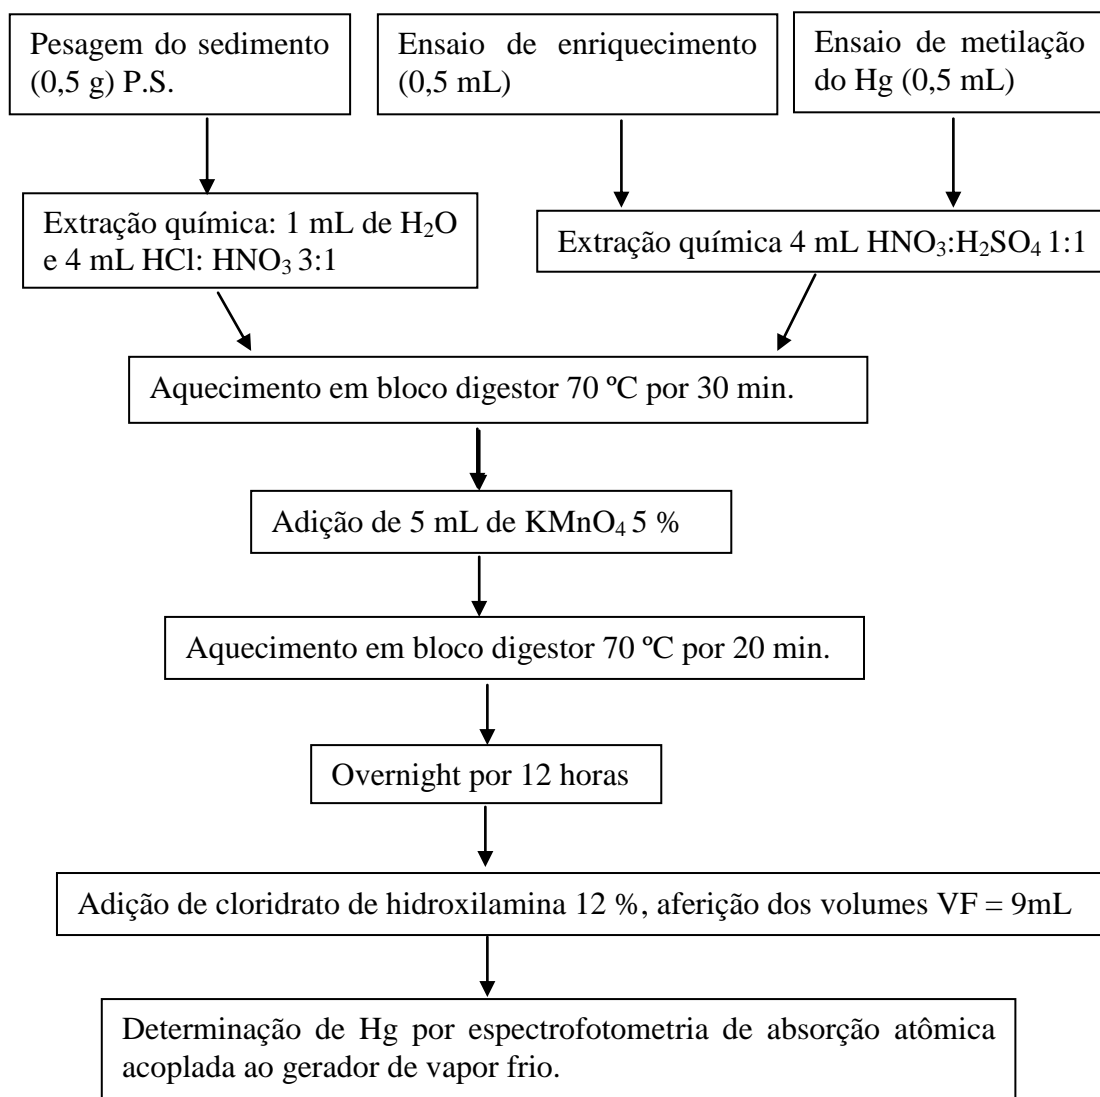 Pesagem do sedimento
(0,5 g) P.S.
Ensaio de enriquecimento
(0,5 mL)
Ensaio de metilação
do Hg (0,5 mL)
Extração química: 1 mL de H₂O
e 4 mL HCl: HNO₃ 3:1
Extração química 4 mL HNO₃:H₂SO₄ 1:1
Aquecimento em bloco digestor 70 ºC por 30 min.
Adição de 5 mL de KMnO₄ 5 %
Aquecimento em bloco digestor 70 ºC por 20 min.
Overnight por 12 horas
Adição de cloridrato de hidroxilamina 12 %, aferição dos volumes VF = 9mL
Determinação de Hg por espectrofotometria de absorção atômica
acoplada ao gerador de vapor frio.